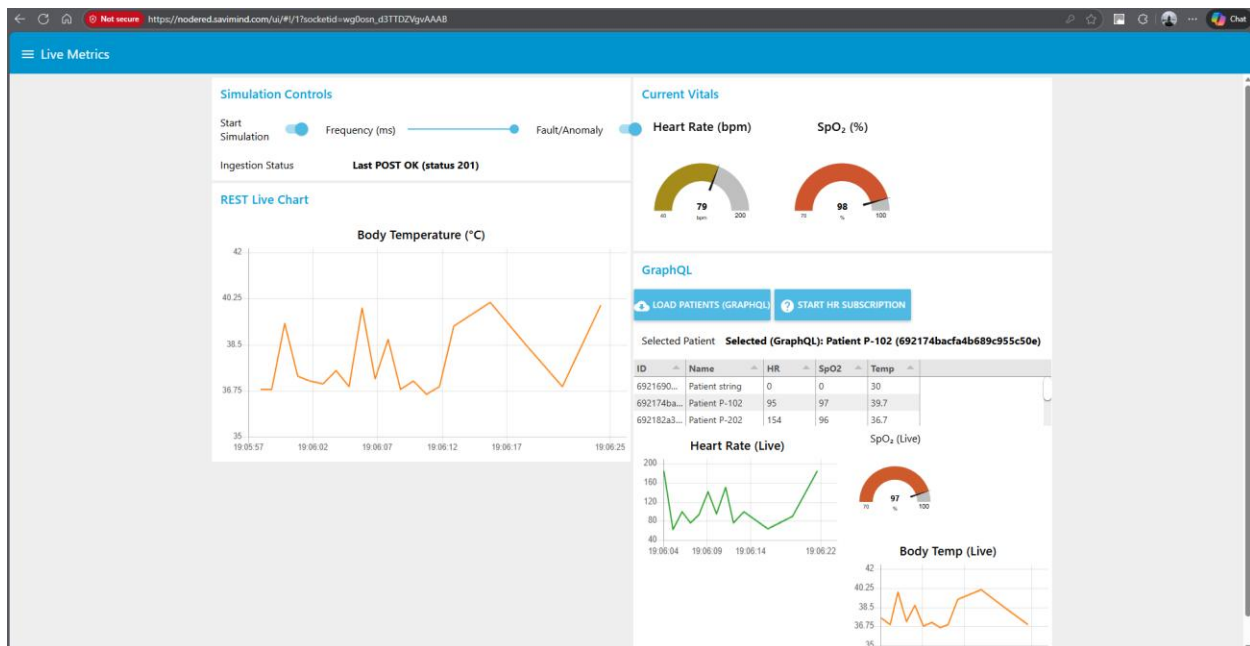 Not secure https://nodered.savimind.com/ui/#!/1?socketid=wg0osn_d3TTDZVgvAAAB
Chat
Live Metrics
Simulation Controls
Start Simulation
Frequency (ms)
Fault/Anomaly
Ingestion Status Last POST OK (status 201)
REST Live Chart
Body Temperature (°C)
42
40.25
38.5
36.75
35
19:05:57 19:06:02 19:06:07 19:06:12 19:06:17 19:06:25
Current Vitals
Heart Rate (bpm)
79
bpm
40 200
SpO₂ (%)
98
%
70 100
GraphQL
LOAD PATIENTS (GRAPHQL) START HR SUBSCRIPTION
Selected Patient Selected (GraphQL): Patient P-102 (692174bacfa4b689c955c50e)
ID Name HR SpO2 Temp
6921690... Patient string 0 0 30
692174ba... Patient P-102 95 97 39.7
692182a3... Patient P-202 154 96 36.7
Heart Rate (Live)
200
160
120
80
40
19:06:04 19:06:09 19:06:14 19:06:22
SpO₂ (Live)
97
%
70 100
Body Temp (Live)
42
40.25
38.5
36.75
35